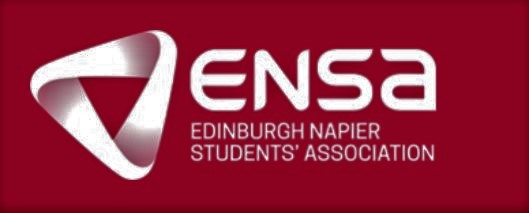 ENSa
EDINBURGH NAPIER
STUDENTS' ASSOCIATION